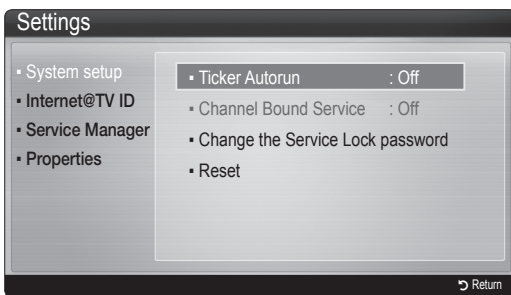 Settings
▪ System setup
▪ Internet@TV ID
▪ Service Manager
▪ Properties
▪ Ticker Autorun : Off
▪ Channel Bound Service : Off
▪ Change the Service Lock password
▪ Reset
Return